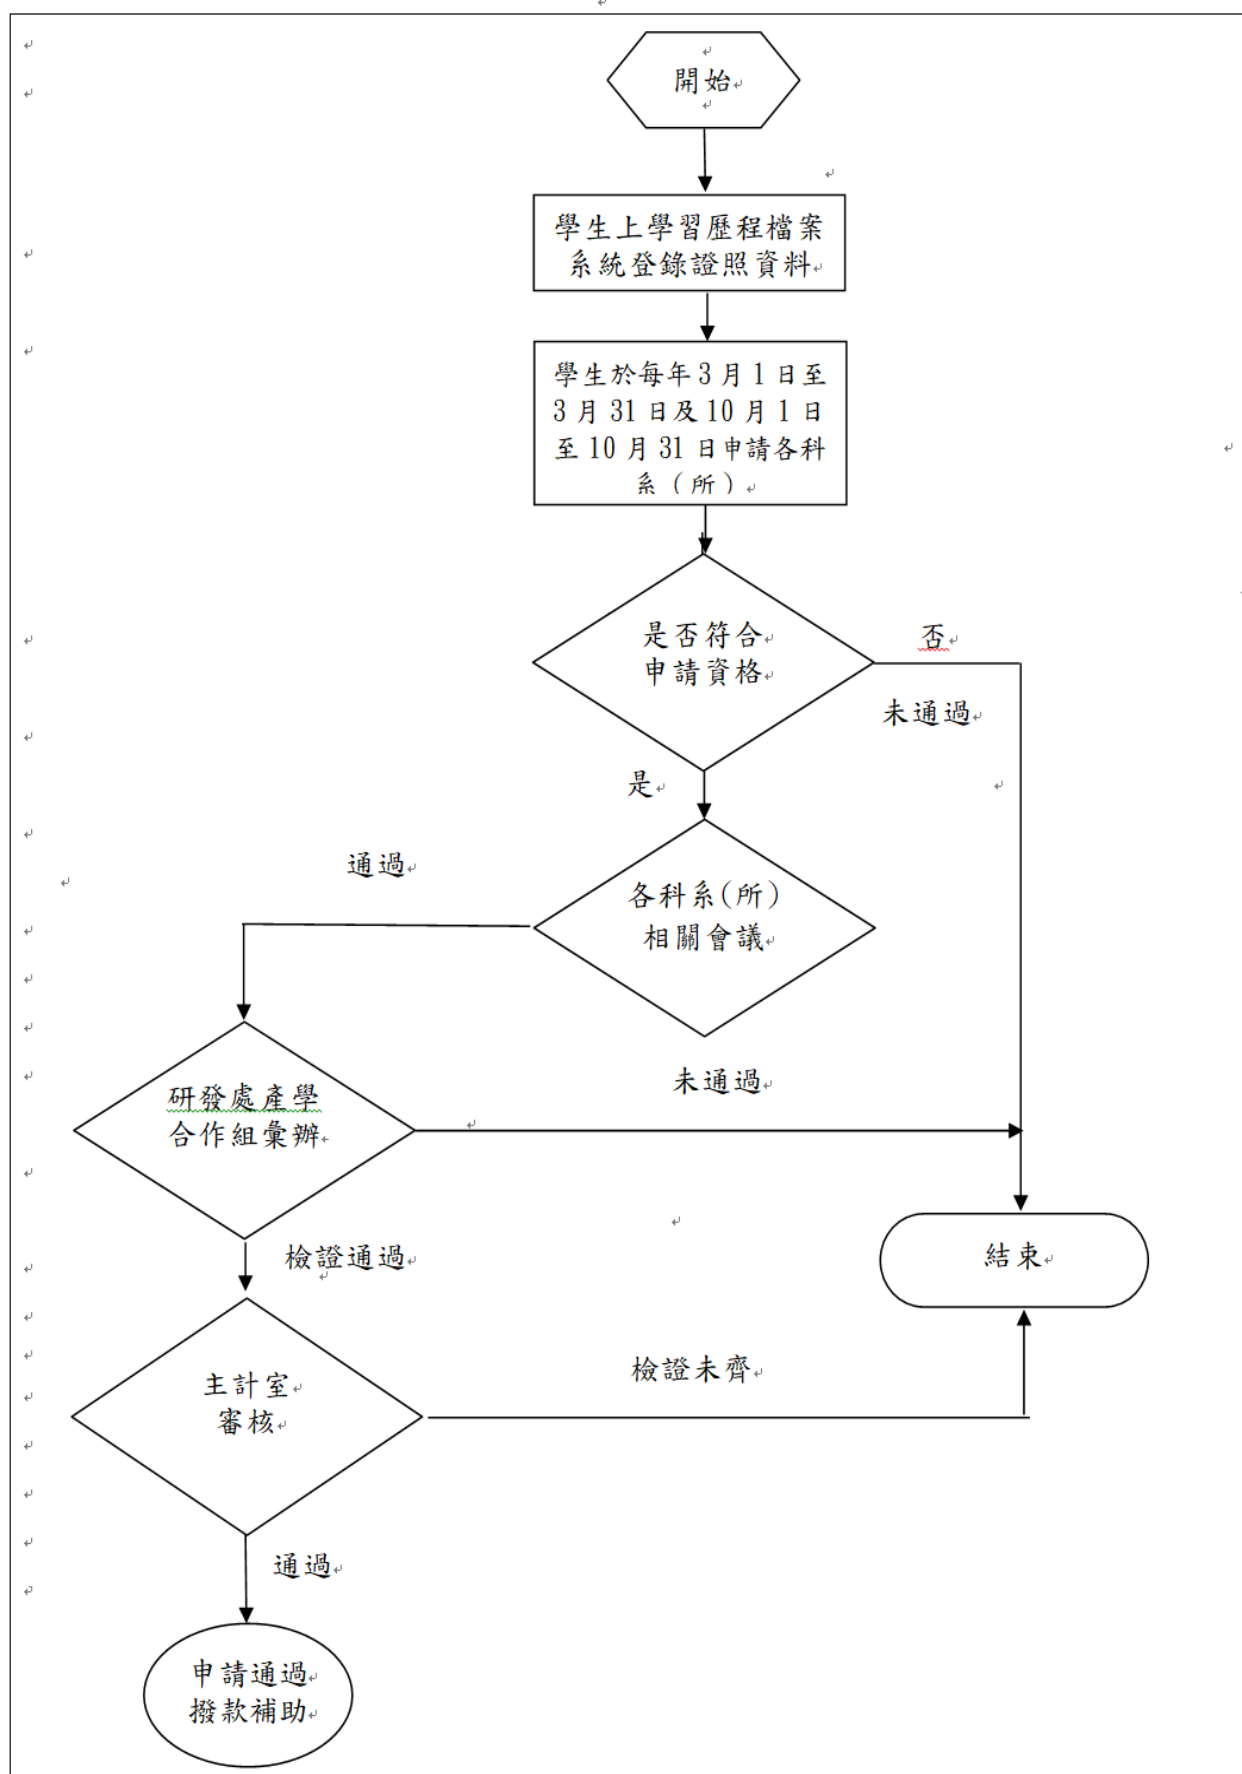 開始
學生上學習歷程檔案
系統登錄證照資料
學生於每年3月1日至
3月31日及10月1日
至10月31日申請各科
系(所)
是否符合
申請資格
否
未通過
是
通過
各科系(所)
相關會議
未通過
研發處產學
合作組彙辦
檢證通過
結束
主計室
審核
檢證未齊
通過
申請通過
撥款補助